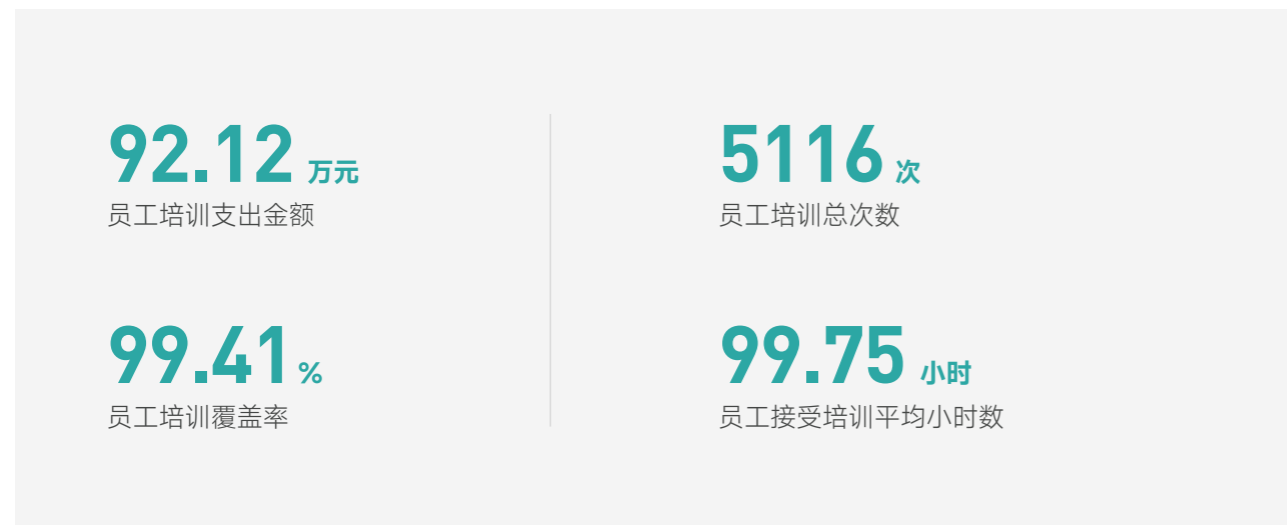 92.12 万元
员工培训支出金额
5116 次
员工培训总次数
99.41 %
员工培训覆盖率
99.75 小时
员工接受培训平均小时数